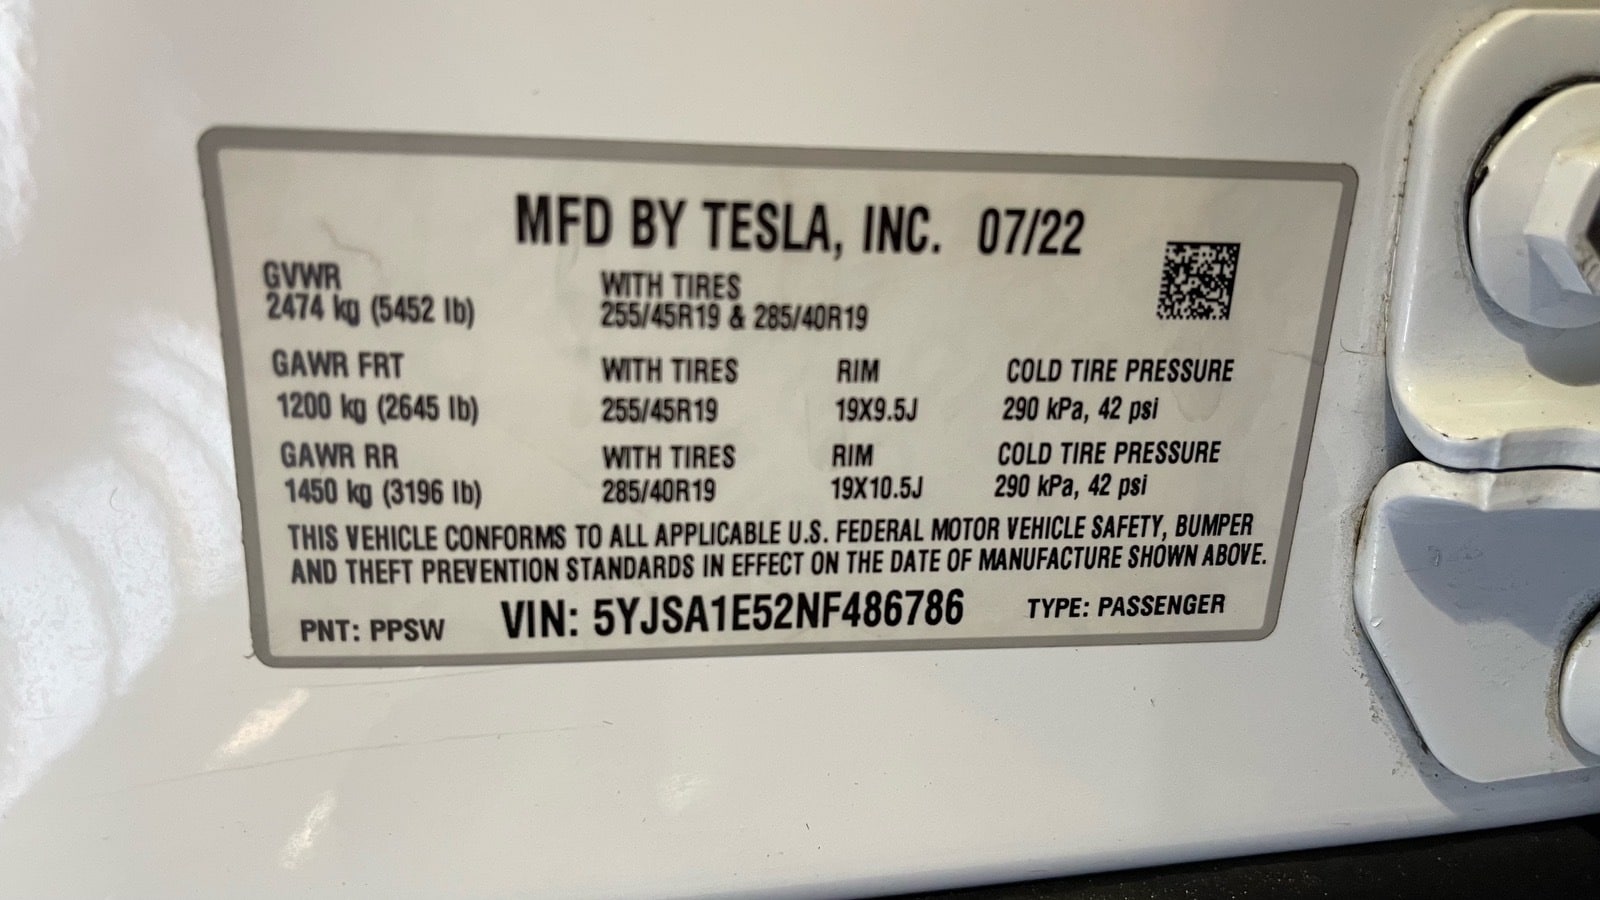 MFD BY TESLA, INC. 07/22
GVWR WITH TIRES
2474 kg (5452 lb) 255/45R19 & 285/40R19
GAWR FRT WITH TIRES RIM COLD TIRE PRESSURE
1200 kg (2645 lb) 255/45R19 19X9.5J 290 kPa, 42 psi
GAWR RR WITH TIRES RIM COLD TIRE PRESSURE
1450 kg (3196 lb) 285/40R19 19X10.5J 290 kPa, 42 psi
THIS VEHICLE CONFORMS TO ALL APPLICABLE U.S. FEDERAL MOTOR VEHICLE SAFETY, BUMPER
AND THEFT PREVENTION STANDARDS IN EFFECT ON THE DATE OF MANUFACTURE SHOWN ABOVE.
PNT: PPSW VIN: 5YJSA1E52NF486786 TYPE: PASSENGER